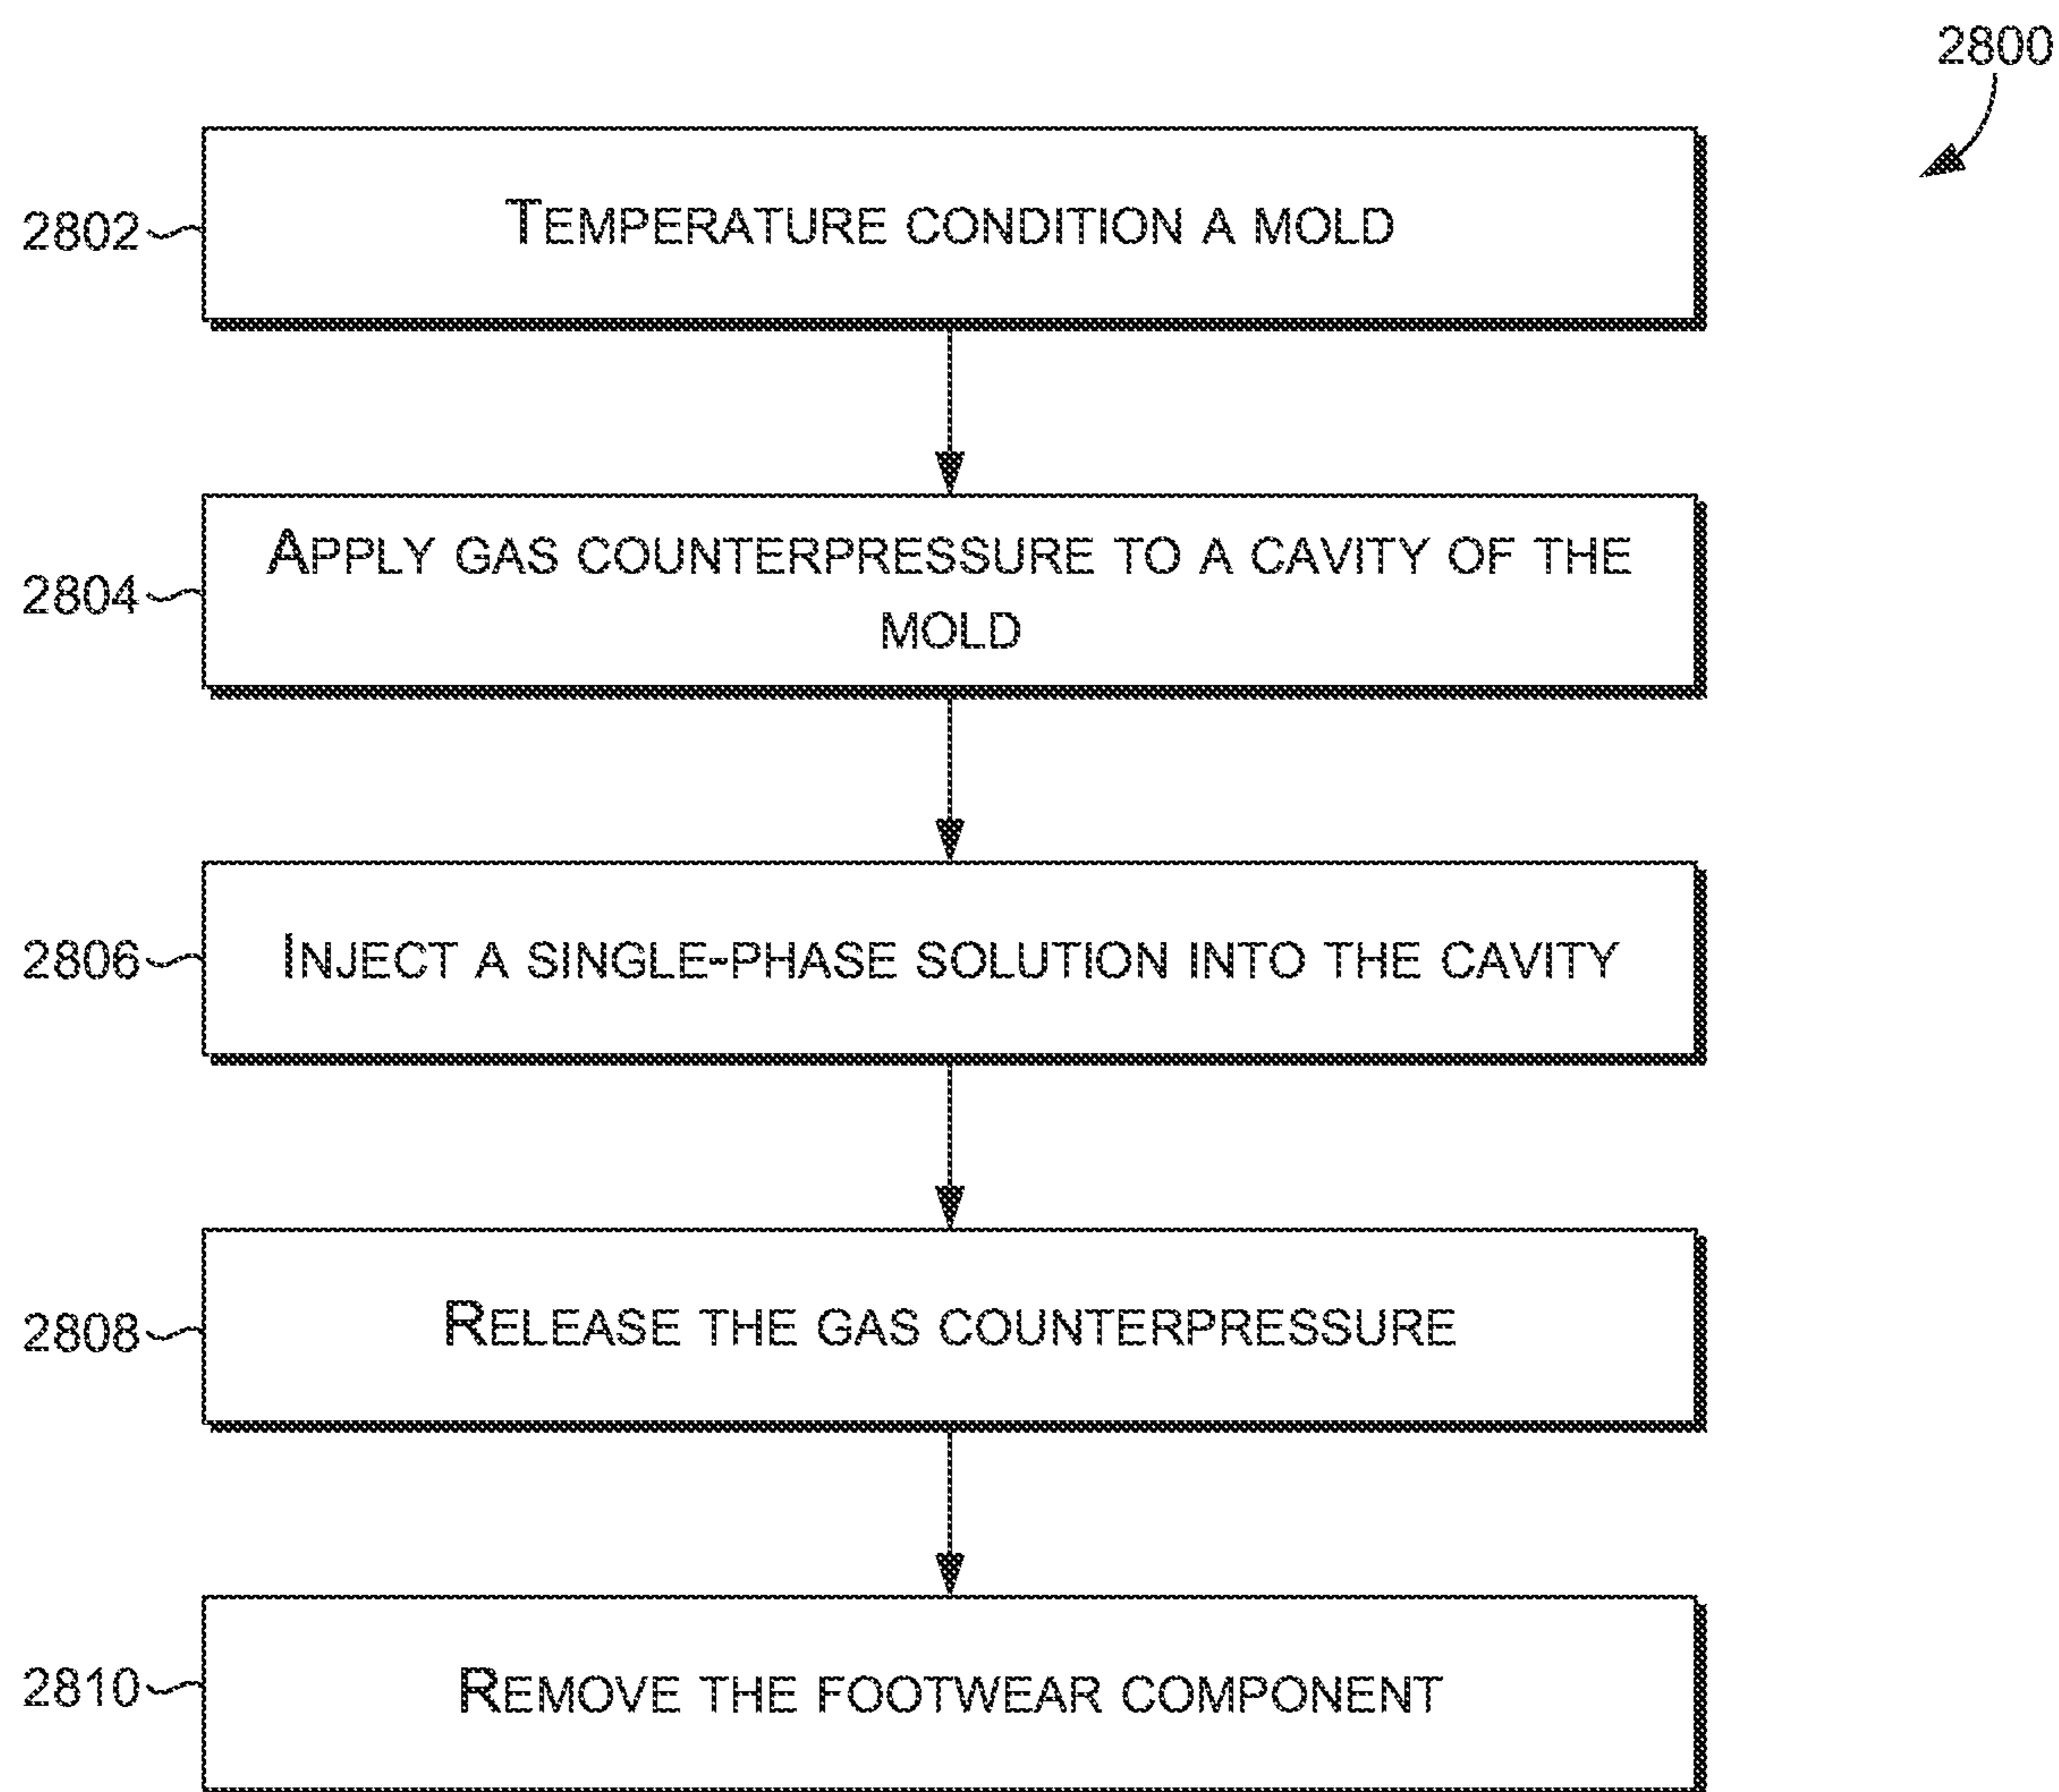 2800
2802
TEMPERATURE CONDITION A MOLD
2804
APPLY GAS COUNTERPRESSURE TO A CAVITY OF THE
MOLD
2806
INJECT A SINGLE-PHASE SOLUTION INTO THE CAVITY
2808
RELEASE THE GAS COUNTERPRESSURE
2810
REMOVE THE FOOTWEAR COMPONENT